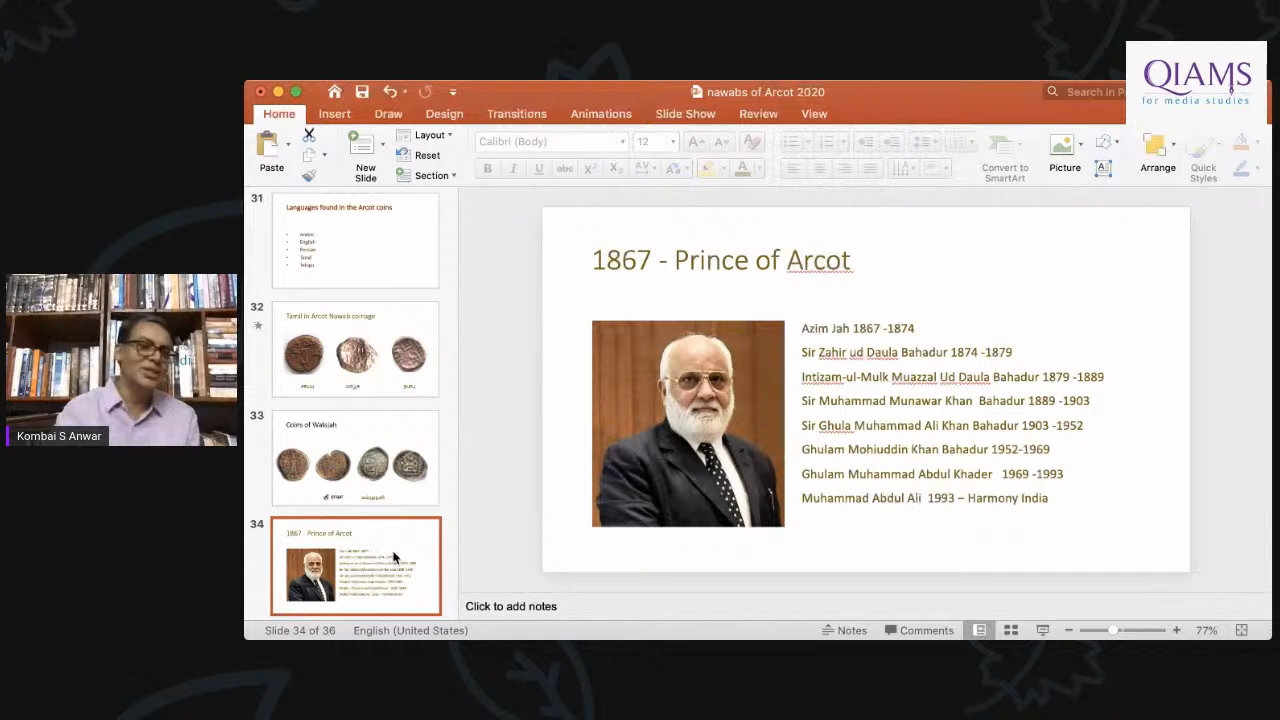 QIAMS
for media studies
nawabs of Arcot 2020
Search in P
Home Insert Draw Design Transitions Animations Slide Show Review View
Paste
New
Slide
Layout
Reset
Section
Calibri (Body) 12
Convert to
SmartArt
Picture
Arrange
Quick
Styles
31
Languages found in the Arcot coins
Arabic
English
Persian
Tamil
Telugu
32
Tamil in Arcot Nawab coinage
33
Coins of Walajah
34
1867 - Prince of Arcot
1867 - Prince of Arcot
Azim Jah 1867 -1874
Sir Zahir ud Daula Bahadur 1874 -1879
Intizam-ul-Mulk Muazzal Ud Daula Bahadur 1879 -1889
Sir Muhammad Munawar Khan Bahadur 1889 -1903
Sir Ghula Muhammad Ali Khan Bahadur 1903 -1952
Ghulam Mohiuddin Khan Bahadur 1952-1969
Ghulam Muhammad Abdul Khader 1969 -1993
Muhammad Abdul Ali 1993 – Harmony India
Kombai S Anwar
Click to add notes
Slide 34 of 36 English (United States) Notes Comments 77%